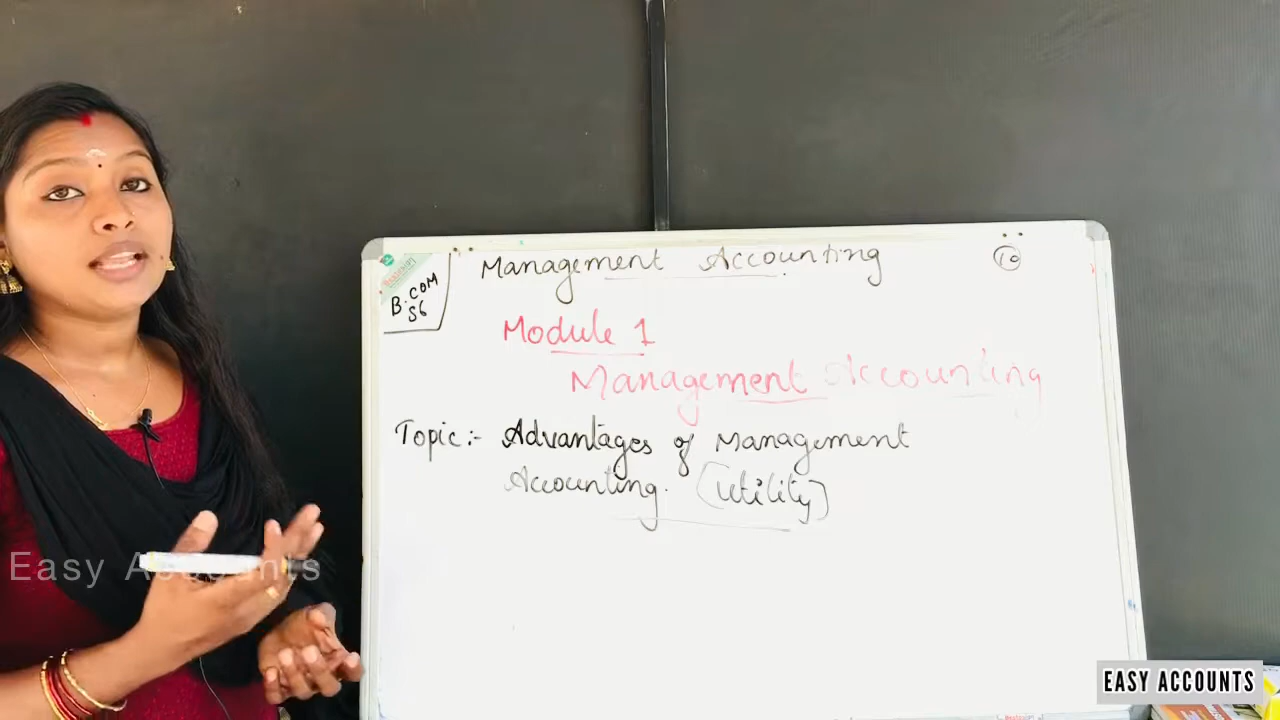 Management Accounting
10
B.COM
S6
Module 1
Management Accounting
Topic:- Advantages of Management
Accounting. (Utility)
Easy Accounts
EASY ACCOUNTS